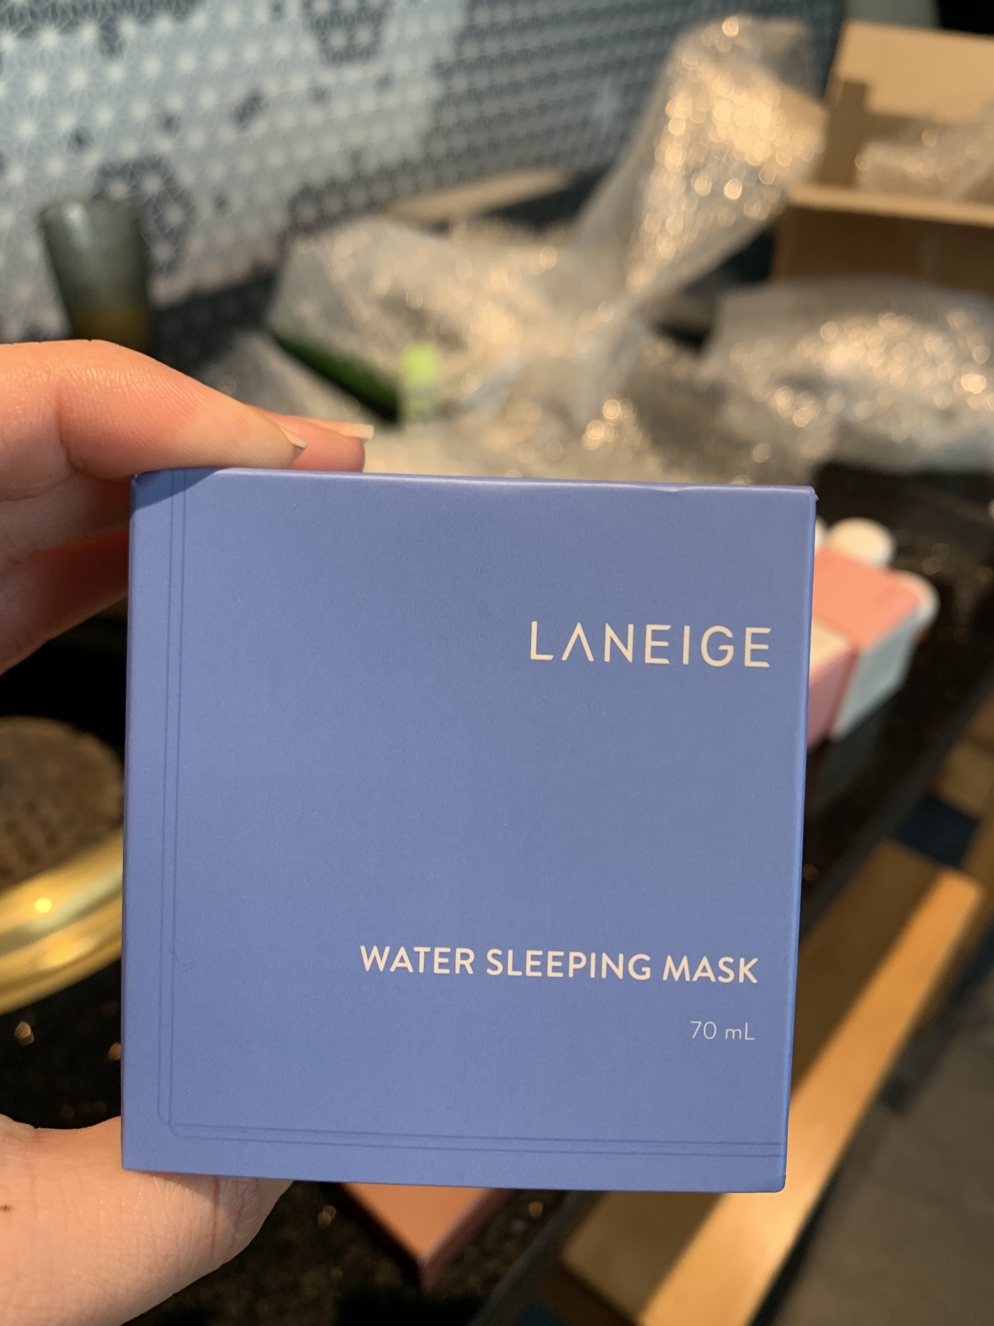 LANEIGE
WATER SLEEPING MASK
70 mL